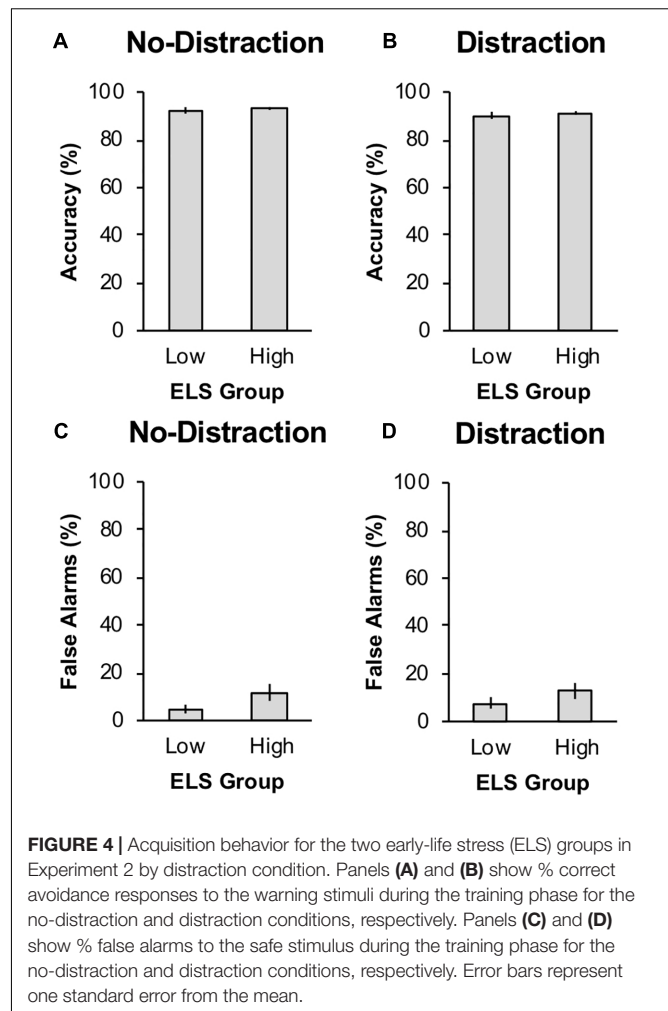 A No-Distraction
Accuracy (%)
100
80
60
40
20
0
Low High
ELS Group
B Distraction
Accuracy (%)
100
80
60
40
20
0
Low High
ELS Group
C No-Distraction
False Alarms (%)
100
80
60
40
20
0
Low High
ELS Group
D Distraction
False Alarms (%)
100
80
60
40
20
0
Low High
ELS Group
FIGURE 4 | Acquisition behavior for the two early-life stress (ELS) groups in
Experiment 2 by distraction condition. Panels (A) and (B) show % correct
avoidance responses to the warning stimuli during the training phase for the
no-distraction and distraction conditions, respectively. Panels (C) and (D)
show % false alarms to the safe stimulus during the training phase for the
no-distraction and distraction conditions, respectively. Error bars represent
one standard error from the mean.